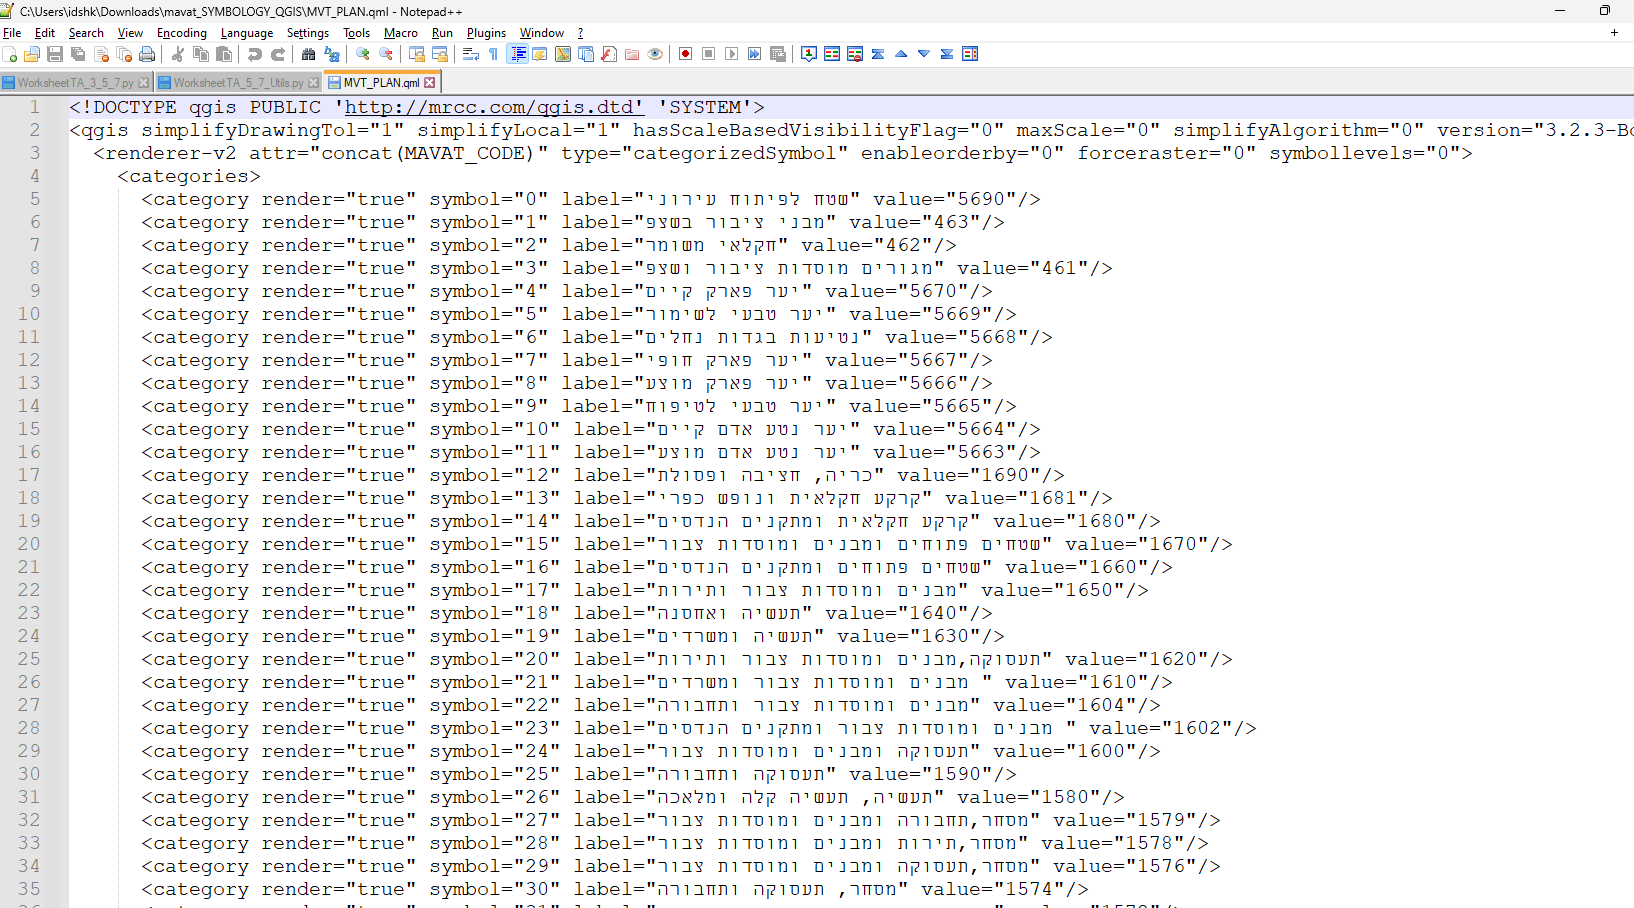 C:\Users\idshk\Downloads\mavat_SYMBOLOGY_QGIS\MVT_PLAN.qml - Notepad++
File Edit Search View Encoding Language Settings Tools Macro Run Plugins Window ?
WorksheetTA_3_5_7.py WorksheetTA_5_7_Utils.py MVT_PLAN.qml
1 <!DOCTYPE qgis PUBLIC 'http://mrcc.com/qgis.dtd' 'SYSTEM'>
2 <qgis simplifyDrawingTol="1" simplifyLocal="1" hasScaleBasedVisibilityFlag="0" maxScale="0" simplifyAlgorithm="0" version="3.2.3-Bo
3 <renderer-v2 attr="concat(MAVAT_CODE)" type="categorizedSymbol" enableorderby="0" forceraster="0" symbollevels="0">
4 <categories>
5 <category render="true" symbol="0" label="שטח לפיתוח עירוני" value="5690"/>
6 <category render="true" symbol="1" label="מבני ציבור בשצפ" value="463"/>
7 <category render="true" symbol="2" label="חקלאי משומר" value="462"/>
8 <category render="true" symbol="3" label="מגורים מוסדות ציבור ושצפ" value="461"/>
9 <category render="true" symbol="4" label="יער פארק קיים" value="5670"/>
10 <category render="true" symbol="5" label="יער טבעי לשימור" value="5669"/>
11 <category render="true" symbol="6" label="נטיעות בגדות נחלים" value="5668"/>
12 <category render="true" symbol="7" label="יער פארק חופי" value="5667"/>
13 <category render="true" symbol="8" label="יער פארק מוצע" value="5666"/>
14 <category render="true" symbol="9" label="יער טבעי לטיפוח" value="5665"/>
15 <category render="true" symbol="10" label="יער נטע אדם קיים" value="5664"/>
16 <category render="true" symbol="11" label="יער נטע אדם מוצע" value="5663"/>
17 <category render="true" symbol="12" label="כריה, חציבה ופסולת" value="1690"/>
18 <category render="true" symbol="13" label="קרקע חקלאית ונופש כפרי" value="1681"/>
19 <category render="true" symbol="14" label="קרקע חקלאית ומתקנים הנדסים" value="1680"/>
20 <category render="true" symbol="15" label="שטחים פתוחים ומבנים ומוסדות צבור" value="1670"/>
21 <category render="true" symbol="16" label="שטחים פתוחים ומתקנים הנדסים" value="1660"/>
22 <category render="true" symbol="17" label="מבנים ומוסדות צבור ותירות" value="1650"/>
23 <category render="true" symbol="18" label="תעשיה ואחסנה" value="1640"/>
24 <category render="true" symbol="19" label="תעשיה ומשרדים" value="1630"/>
25 <category render="true" symbol="20" label="תעסוקה,מבנים ומוסדות צבור ותירות" value="1620"/>
26 <category render="true" symbol="21" label=" מבנים ומוסדות צבור ומשרדים" value="1610"/>
27 <category render="true" symbol="22" label="מבנים ומוסדות צבור ותחבורה" value="1604"/>
28 <category render="true" symbol="23" label=" מבנים ומוסדות צבור ומתקנים הנדסים" value="1602"/>
29 <category render="true" symbol="24" label="תעסוקה ומבנים ומוסדות צבור" value="1600"/>
30 <category render="true" symbol="25" label="תעסוקה ותחבורה" value="1590"/>
31 <category render="true" symbol="26" label="תעשיה, תעשיה קלה ומלאכה" value="1580"/>
32 <category render="true" symbol="27" label="מסחר,תחבורה ומבנים ומוסדות צבור" value="1579"/>
33 <category render="true" symbol="28" label="מסחר,תירות ומבנים ומוסדות צבור" value="1578"/>
34 <category render="true" symbol="29" label="מסחר,תעסוקה ומבנים ומוסדות צבור" value="1576"/>
35 <category render="true" symbol="30" label="מסחר, תעסוקה ותחבורה" value="1574"/>